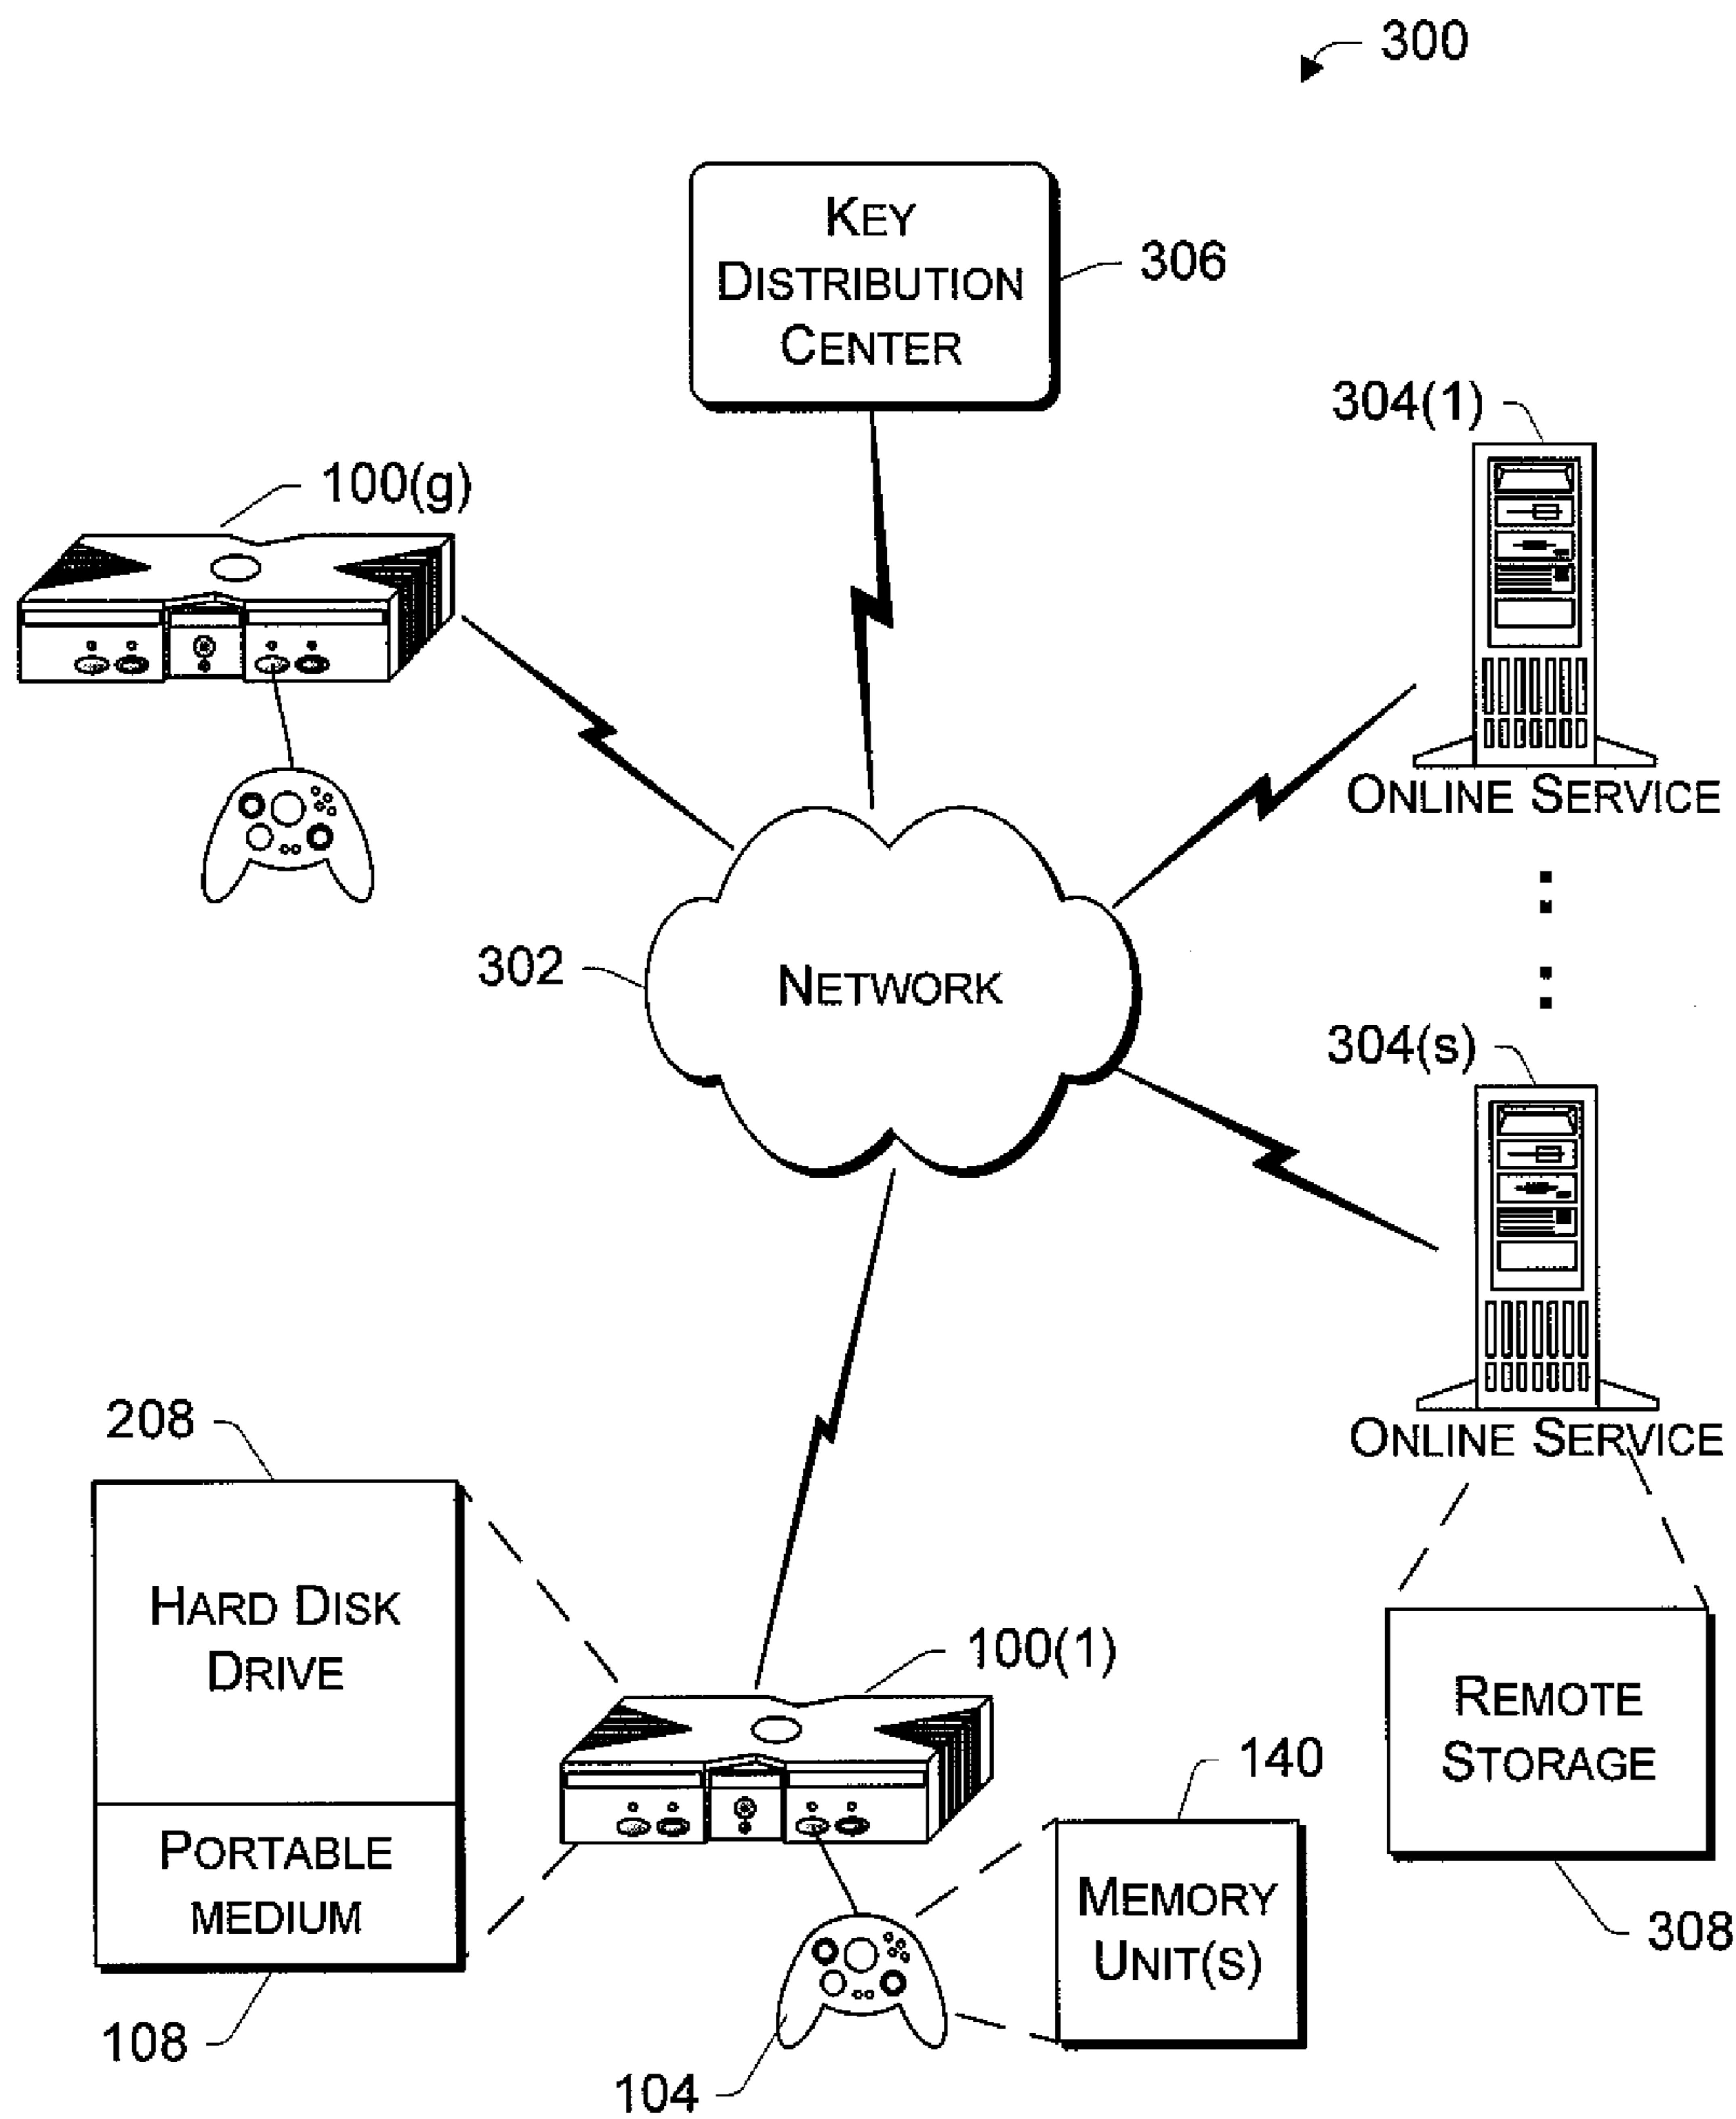 300
KEY
DISTRIBUTION
CENTER
306
304(1)
100(g)
ONLINE SERVICE
302
NETWORK
304(s)
ONLINE SERVICE
208
HARD DISK
DRIVE
100(1)
REMOTE
STORAGE
140
PORTABLE
MEDIUM
MEMORY
UNIT(S)
308
108
104